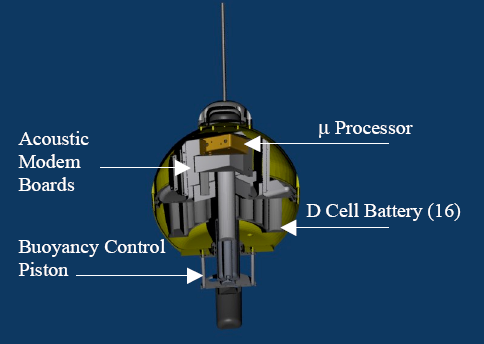 μ Processor
Acoustic
Modem
Boards
D Cell Battery (16)
Buoyancy Control
Piston